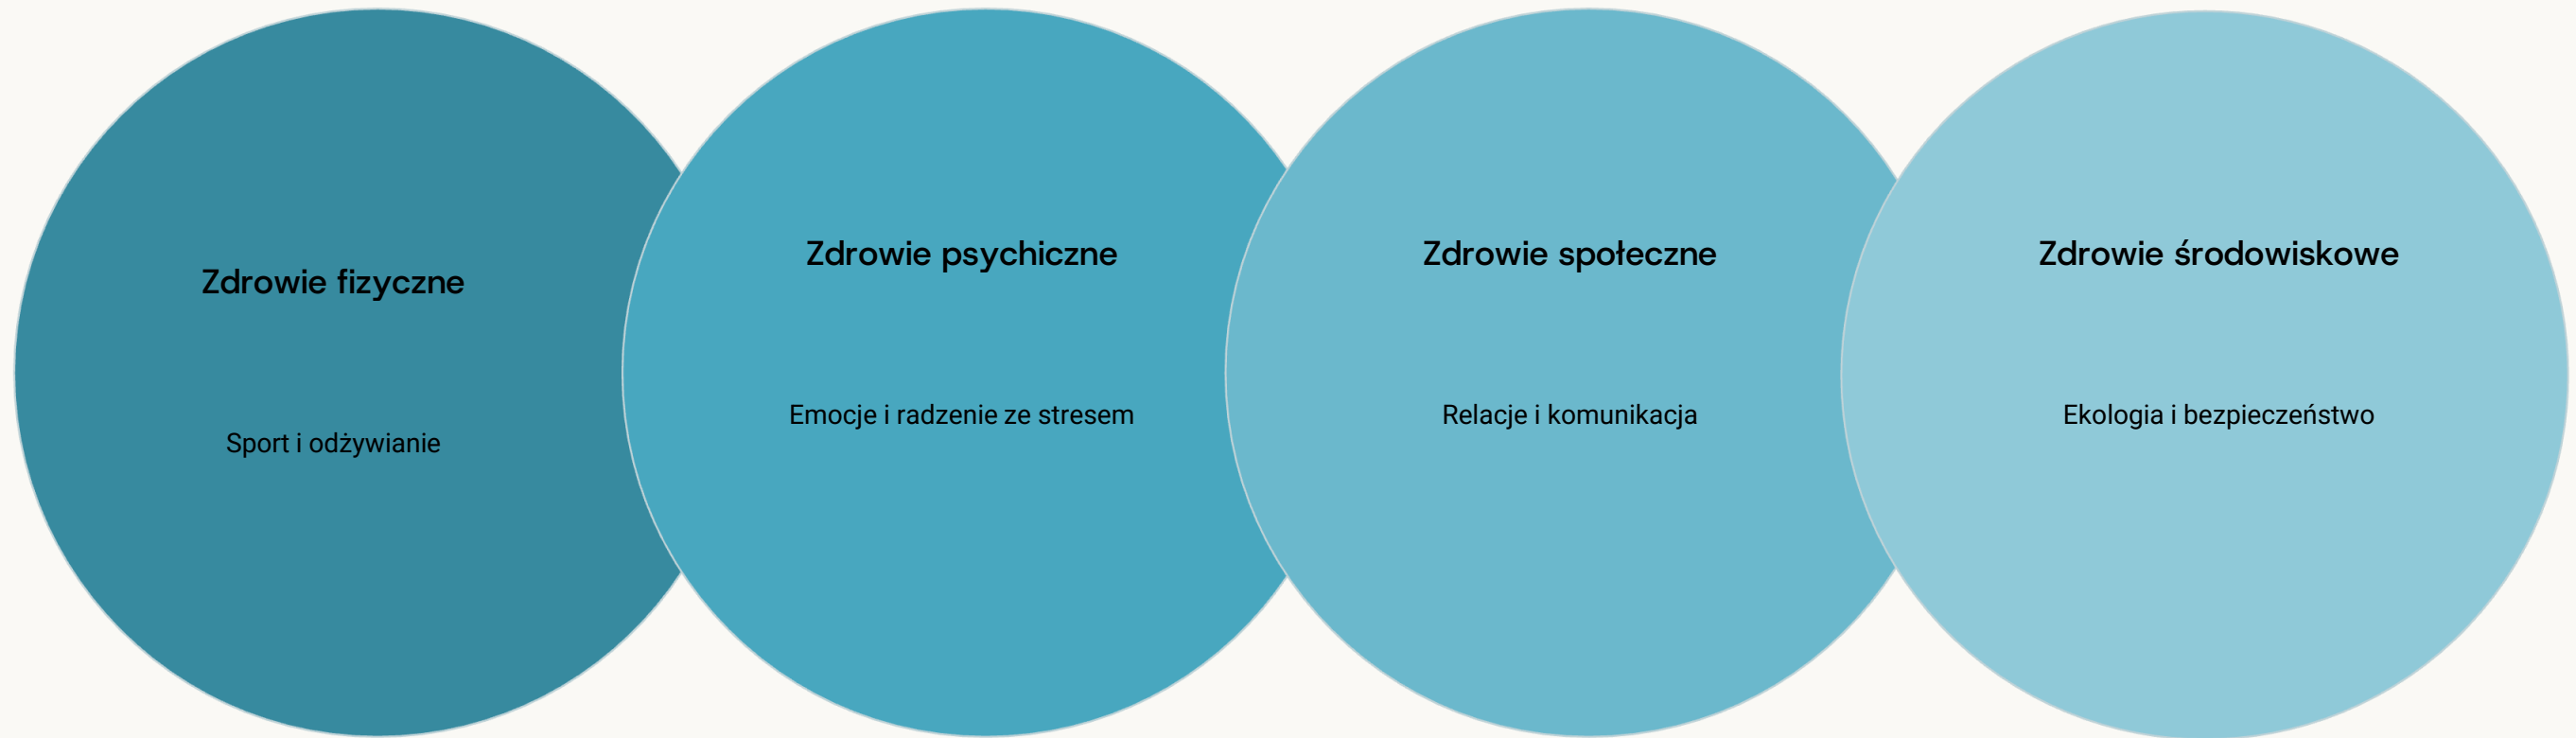 Zdrowie fizyczne
Sport i odżywianie
Zdrowie psychiczne
Emocje i radzenie ze stresem
Zdrowie społeczne
Relacje i komunikacja
Zdrowie środowiskowe
Ekologia i bezpieczeństwo